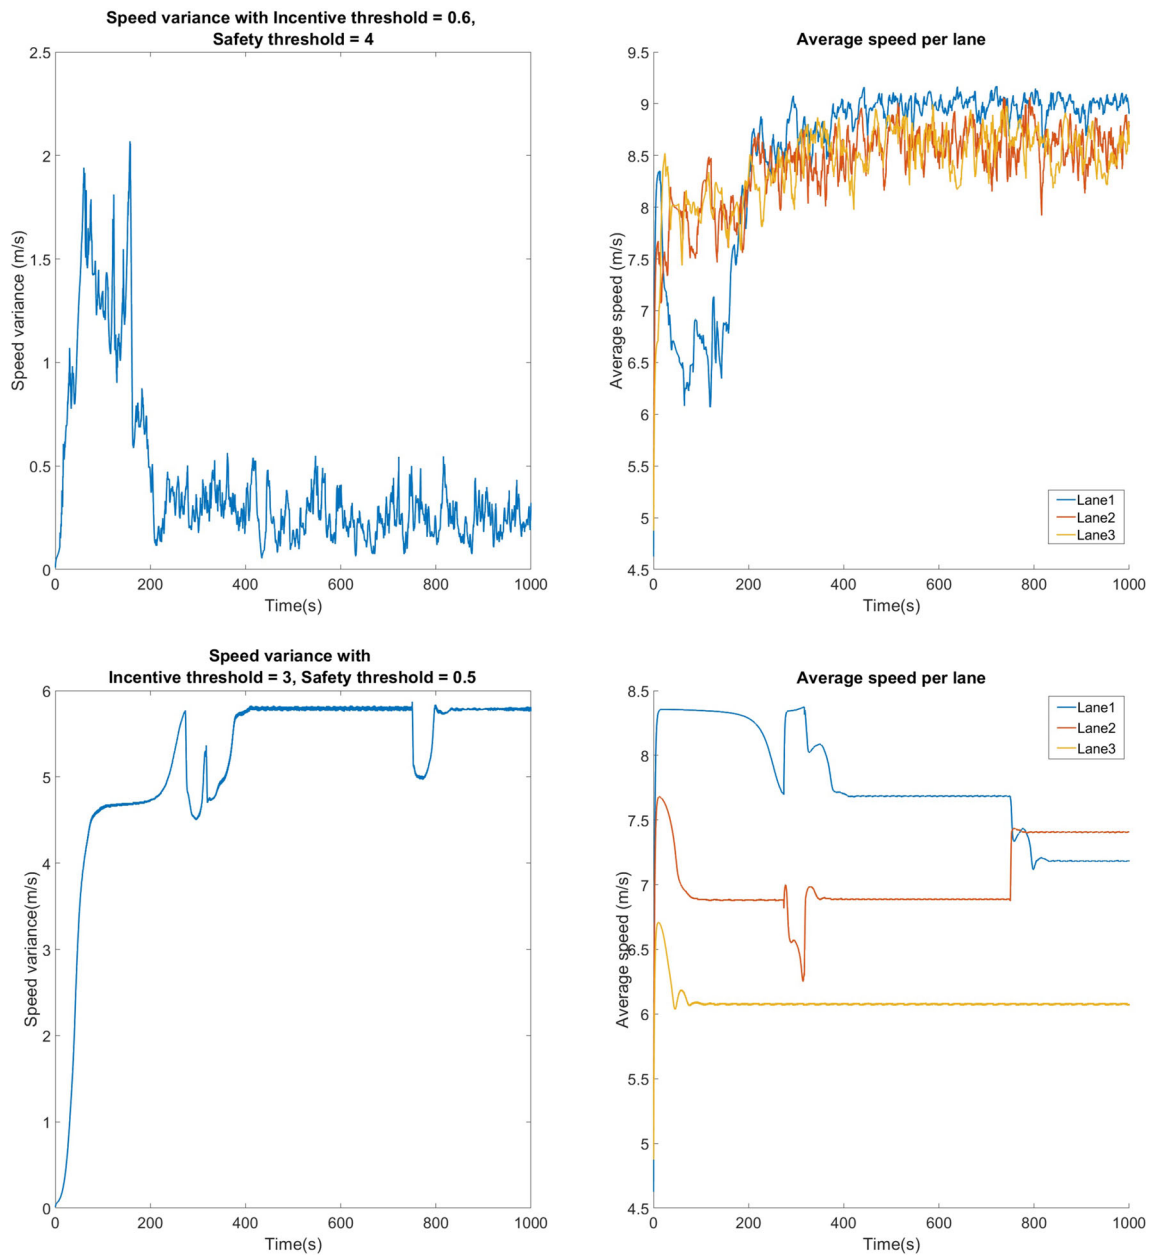 Speed variance with Incentive threshold = 0.6,
Safety threshold = 4
2.5
2
1.5
1
0.5
0
Speed variance (m/s)
0
200
400
600
800
1000
Time(s)
Average speed per lane
9.5
9
8.5
8
7.5
7
6.5
6
5.5
5
4.5
Average speed (m/s)
Lane1
Lane2
Lane3
0
200
400
600
800
1000
Time(s)
Speed variance with
Incentive threshold = 3, Safety threshold = 0.5
6
5
4
3
2
1
0
Speed variance(m/s)
0
200
400
600
800
1000
Time(s)
Average speed per lane
8.5
8
7.5
7
6.5
6
5.5
5
4.5
Average speed (m/s)
Lane1
Lane2
Lane3
0
200
400
600
800
1000
Time(s)